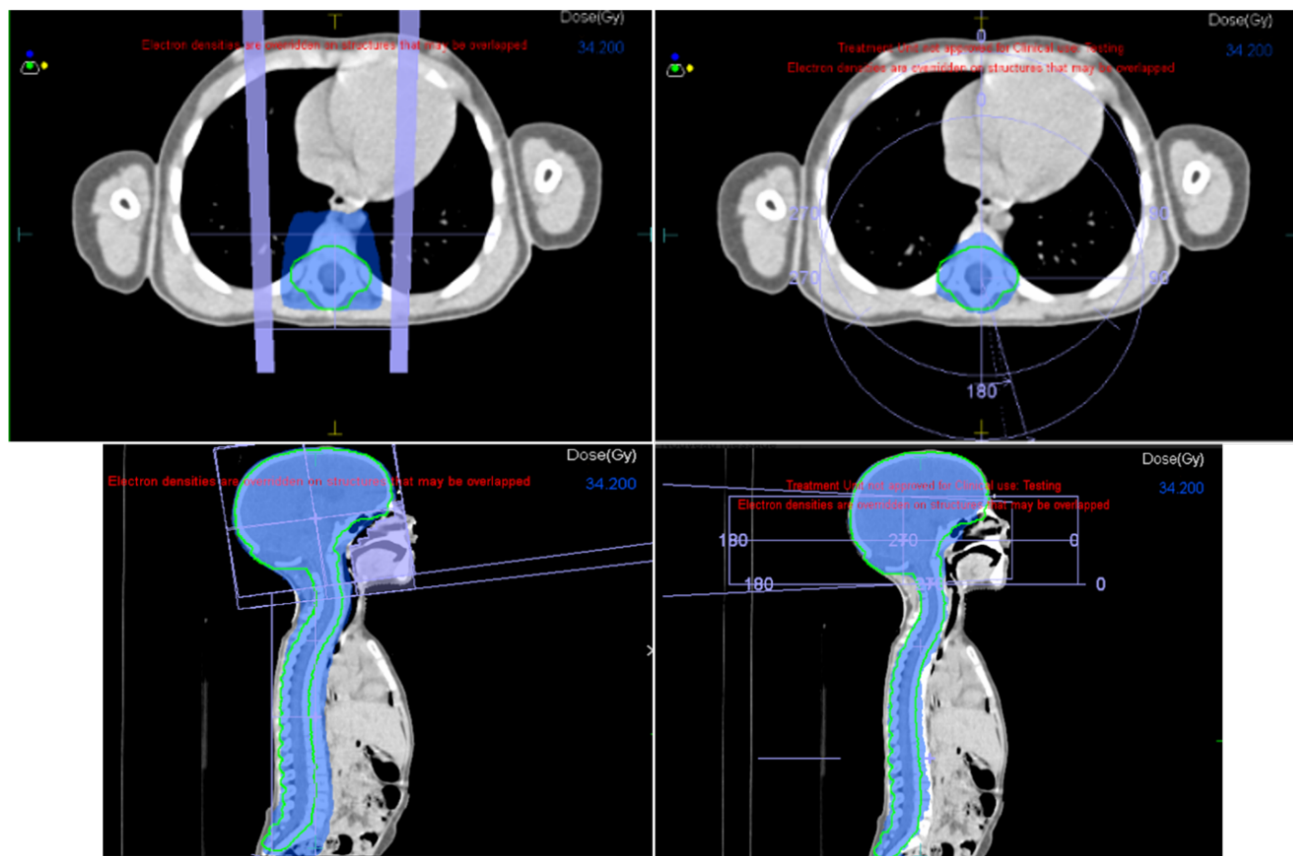 Dose(Gy)
Electron densities are overridden on structures that may be overlapped
34.200
Dose(Gy)
0
Treatment Unit not approved for Clinical use: Testing
34.200
Electron densities are overridden on structures that may be overlapped
0
270
90
270
90
180
Dose(Gy)
Electron densities are overridden on structures that may be overlapped
34.200
Dose(Gy)
Treatment Unit not approved for Clinical use: Testing
34.200
Electron densities are overridden on structures that may be overlapped
180
270
0
180
0